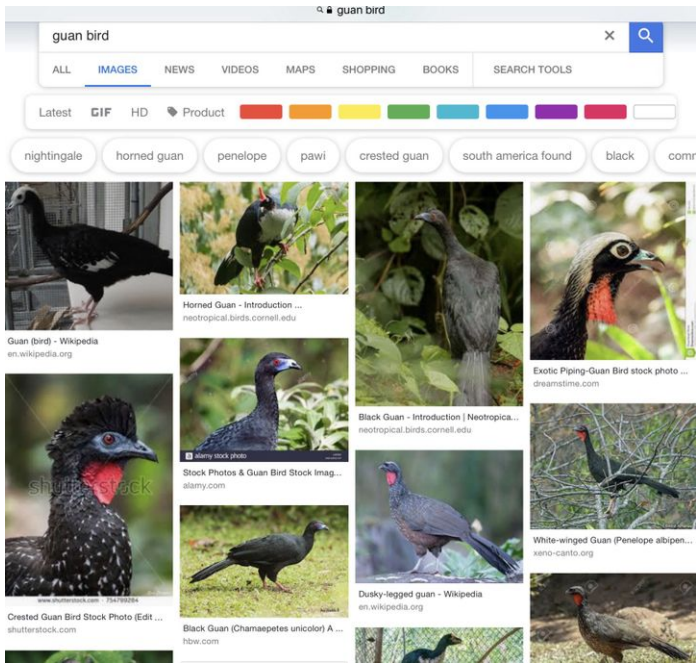 guan bird
guan bird
ALL IMAGES NEWS VIDEOS MAPS SHOPPING BOOKS SEARCH TOOLS
Latest GIF HD Product
nightingale horned guan penelope pawi crested guan south america found black comm
Guan (bird) - Wikipedia
en.wikipedia.org
shutterstock
www.shutterstock.com · 754799284
Crested Guan Bird Stock Photo (Edit ...
shutterstock.com
Horned Guan - Introduction ...
neotropical.birds.cornell.edu
alamy stock photo
Stock Photos & Guan Bird Stock Imag...
alamy.com
Black Guan (Chamaepetes unicolor) A ...
hbw.com
Black Guan - Introduction | Neotropica...
neotropical.birds.cornell.edu
Dusky-legged guan - Wikipedia
en.wikipedia.org
Exotic Piping-Guan Bird stock photo ...
dreamstime.com
White-winged Guan (Penelope albipen...
xeno-canto.org